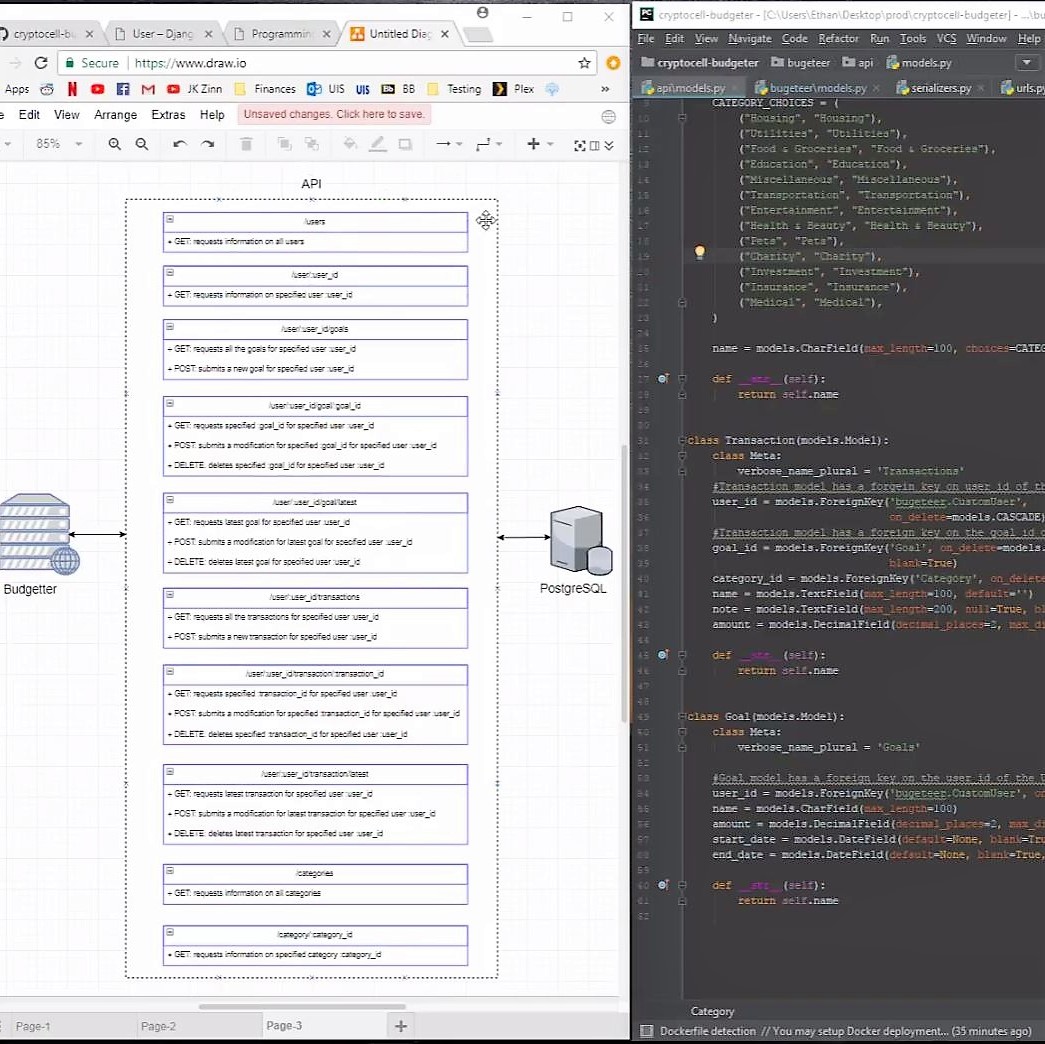 cryptocell-bu
User – Djang
Programmin
Untitled Diag
Secure
https://www.draw.io
Apps
JK Zinn
Finances
UIS
UIS
BB
Testing
Plex
»
Edit View Arrange Extras Help
Unsaved changes. Click here to save.
85%
API
/users
+ GET: requests information on all users
/user/:user_id
+ GET: requests information on specified user :user_id
/user/:user_id/goals
+ GET: requests all the goals for specified user :user_id
+ POST: submits a new goal for specified user :user_id
/user/:user_id/goal/:goal_id
+ GET: requests specified :goal_id for specified user :user_id
+ POST: submits a modification for specified :goal_id for specified user :user_id
+ DELETE: deletes specified :goal_id for specified user :user_id
/user/:user_id/goal/latest
+ GET: requests latest goal for specified user :user_id
+ POST: submits a modification for latest goal for specified user :user_id
+ DELETE: deletes latest goal for specified user :user_id
/user/:user_id/transactions
+ GET: requests all the transactions for specified user :user_id
+ POST: submits a new transaction for specified user :user_id
/user/:user_id/transaction/:transaction_id
+ GET: requests specified :transaction_id for specified user :user_id
+ POST: submits a modification for specified :transaction_id for specified user :user_id
+ DELETE: deletes specified :transaction_id for specified user :user_id
/user/:user_id/transaction/latest
+ GET: requests latest transaction for specified user :user_id
+ POST: submits a modification for latest transaction for specified user :user_id
+ DELETE: deletes latest transaction for specified user :user_id
/categories
+ GET: requests information on all categories
/category/:category_id
+ GET: requests information on specified category :category_id
Budgetter
PostgreSQL
Page-1
Page-2
Page-3
cryptocell-budgeter - [C:\Users\Ethan\Desktop\prod\cryptocell-budgeter] - ...\bu
File Edit View Navigate Code Refactor Run Tools VCS Window Help
cryptocell-budgeter
bugeteer
api
models.py
api\models.py
bugeteer\models.py
serializers.py
urls.py
CATEGORY_CHOICES = (
("Housing", "Housing"),
("Utilities", "Utilities"),
("Food & Groceries", "Food & Groceries"),
("Education", "Education"),
("Miscellaneous", "Miscellaneous"),
("Transportation", "Transportation"),
("Entertainment", "Entertainment"),
("Health & Beauty", "Health & Beauty"),
("Pets", "Pets"),
("Charity", "Charity"),
("Investment", "Investment"),
("Insurance", "Insurance"),
("Medical", "Medical"),
)
name = models.CharField(max_length=100, choices=CATEG
def __str__(self):
return self.name
class Transaction(models.Model):
class Meta:
verbose_name_plural = 'Transactions'
#Transaction model has a forgein key on user id of th
user_id = models.ForeignKey('bugeteer.CustomUser',
on_delete=models.CASCADE)
#Transaction model has a foreign key on the goal id o
goal_id = models.ForeignKey('Goal', on_delete=models.
blank=True)
category_id = models.ForeignKey('Category', on_delete
name = models.TextField(max_length=100, default='')
note = models.TextField(max_length=200, null=True, bl
amount = models.DecimalField(decimal_places=2, max_di
def __str__(self):
return self.name
class Goal(models.Model):
class Meta:
verbose_name_plural = 'Goals'
#Goal model has a foreign key on the user id of the U
user_id = models.ForeignKey('bugeteer.CustomUser', on
name = models.CharField(max_length=100)
amount = models.DecimalField(decimal_places=2, max_di
start_date = models.DateField(default=None, blank=Tru
end_date = models.DateField(default=None, blank=True,
def __str__(self):
return self.name
Category
Dockerfile detection // You may setup Docker deployment... (35 minutes ago)